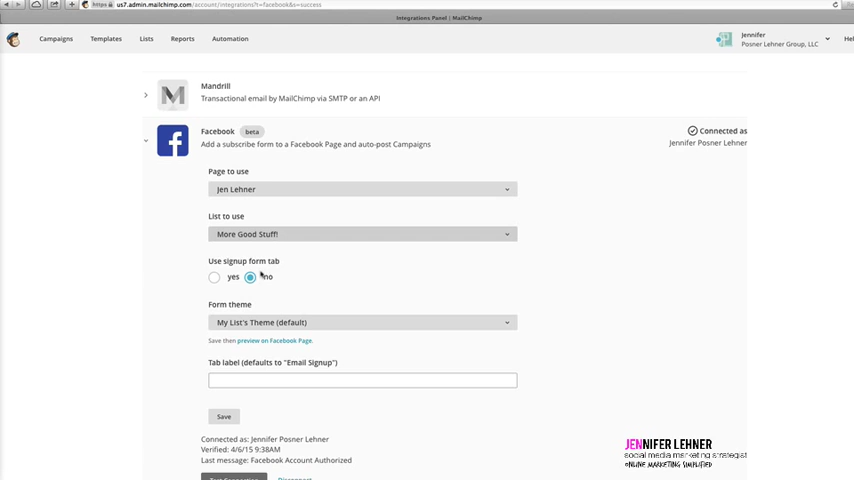 https us7.admin.mailchimp.com/account/integrations?t=facebook&s=success
Integrations Panel | MailChimp
Campaigns Templates Lists Reports Automation
Jennifer
Posner Lehner Group, LLC
Hel
Mandrill
Transactional email by MailChimp via SMTP or an API
Facebook beta
Add a subscribe form to a Facebook Page and auto-post Campaigns
Connected as
Jennifer Posner Lehner
Page to use
Jen Lehner
List to use
More Good Stuff!
Use signup form tab
yes no
Form theme
My List's Theme (default)
Save then preview on Facebook Page.
Tab label (defaults to "Email Signup")
Save
Connected as: Jennifer Posner Lehner
Verified: 4/6/15 9:38AM
Last message: Facebook Account Authorized
JENNIFER LEHNER
social media marketing strategist
ONLINE MARKETING SIMPLIFIED